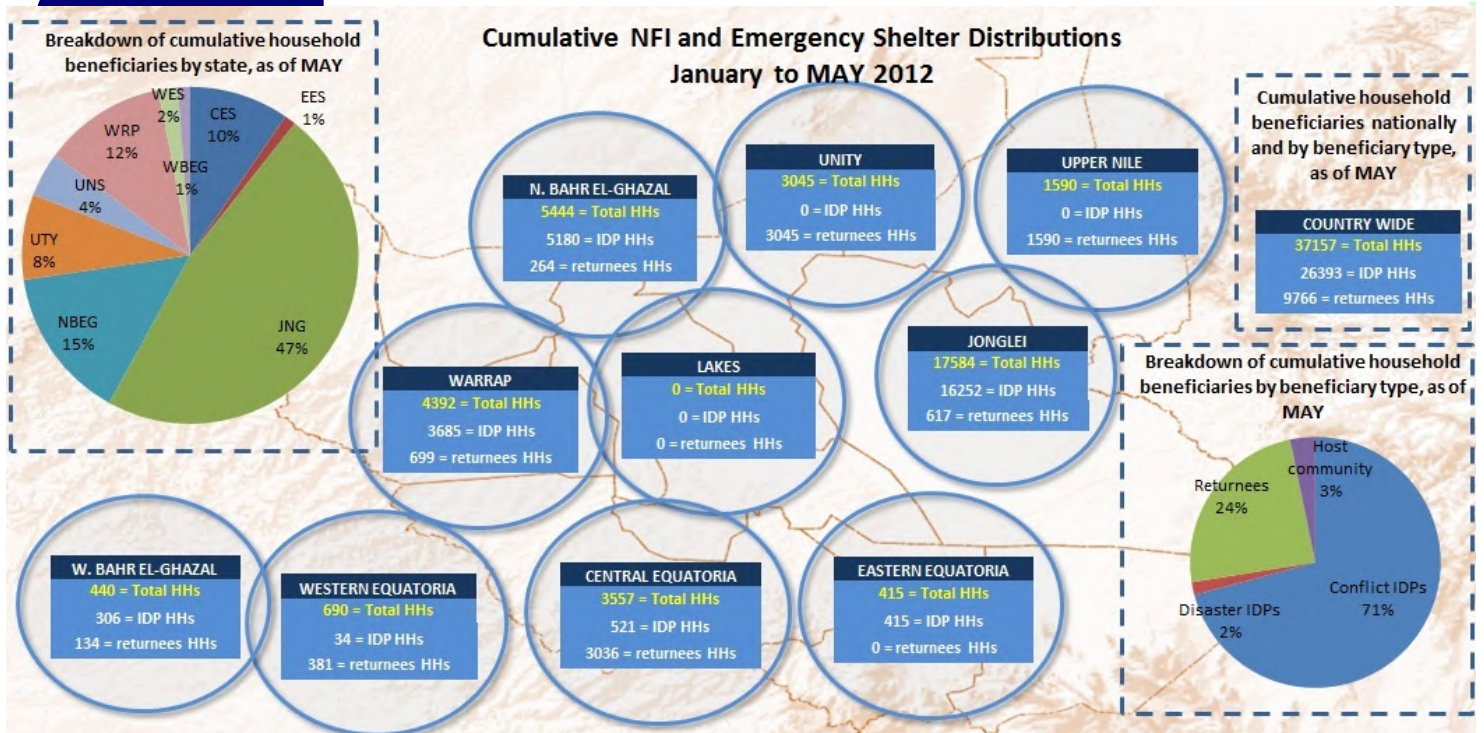 Breakdown of cumulative household
beneficiaries by state, as of MAY
WES
2%
CES
10%
EES
1%
WRP
12%
WBEG
1%
UNS
4%
UTY
8%
NBEG
15%
JNG
47%
Cumulative NFI and Emergency Shelter Distributions
January to MAY 2012
N. BAHR EL-GHAZAL
5444 = Total HHs
5180 = IDP HHs
264 = returnees HHs
UNITY
3045 = Total HHs
0 = IDP HHs
3045 = returnees HHs
UPPER NILE
1590 = Total HHs
0 = IDP HHs
1590 = returnees HHs
Cumulative household
beneficiaries nationally
and by beneficiary type,
as of MAY
COUNTRY WIDE
37157 = Total HHs
26393 = IDP HHs
9766 = returnees HHs
WARRAP
4392 = Total HHs
3685 = IDP HHs
699 = returnees HHs
LAKES
0 = Total HHs
0 = IDP HHs
0 = returnees HHs
JONGLEI
17584 = Total HHs
16252 = IDP HHs
617 = returnees HHs
Breakdown of cumulative household
beneficiaries by beneficiary type, as of
MAY
Host
community
3%
Returnees
24%
Conflict IDPs
71%
Disaster IDPs
2%
W. BAHR EL-GHAZAL
440 = Total HHs
306 = IDP HHs
134 = returnees HHs
WESTERN EQUATORIA
690 = Total HHs
34 = IDP HHs
381 = returnees HHs
CENTRAL EQUATORIA
3557 = Total HHs
521 = IDP HHs
3036 = returnees HHs
EASTERN EQUATORIA
415 = Total HHs
415 = IDP HHs
0 = returnees HHs